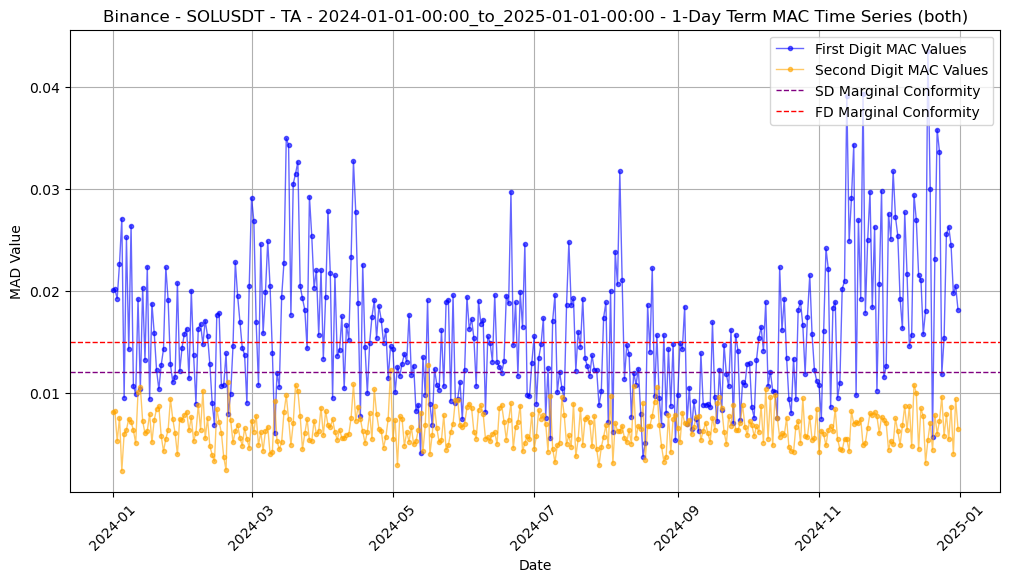 Binance - SOLUSDT - TA - 2024-01-01-00:00_to_2025-01-01-00:00 - 1-Day Term MAC Time Series (both)
First Digit MAC Values
Second Digit MAC Values
SD Marginal Conformity
FD Marginal Conformity
MAD Value
0.04
0.03
0.02
0.01
2024-01
2024-03
2024-05
2024-07
2024-09
2024-11
2025-01
Date